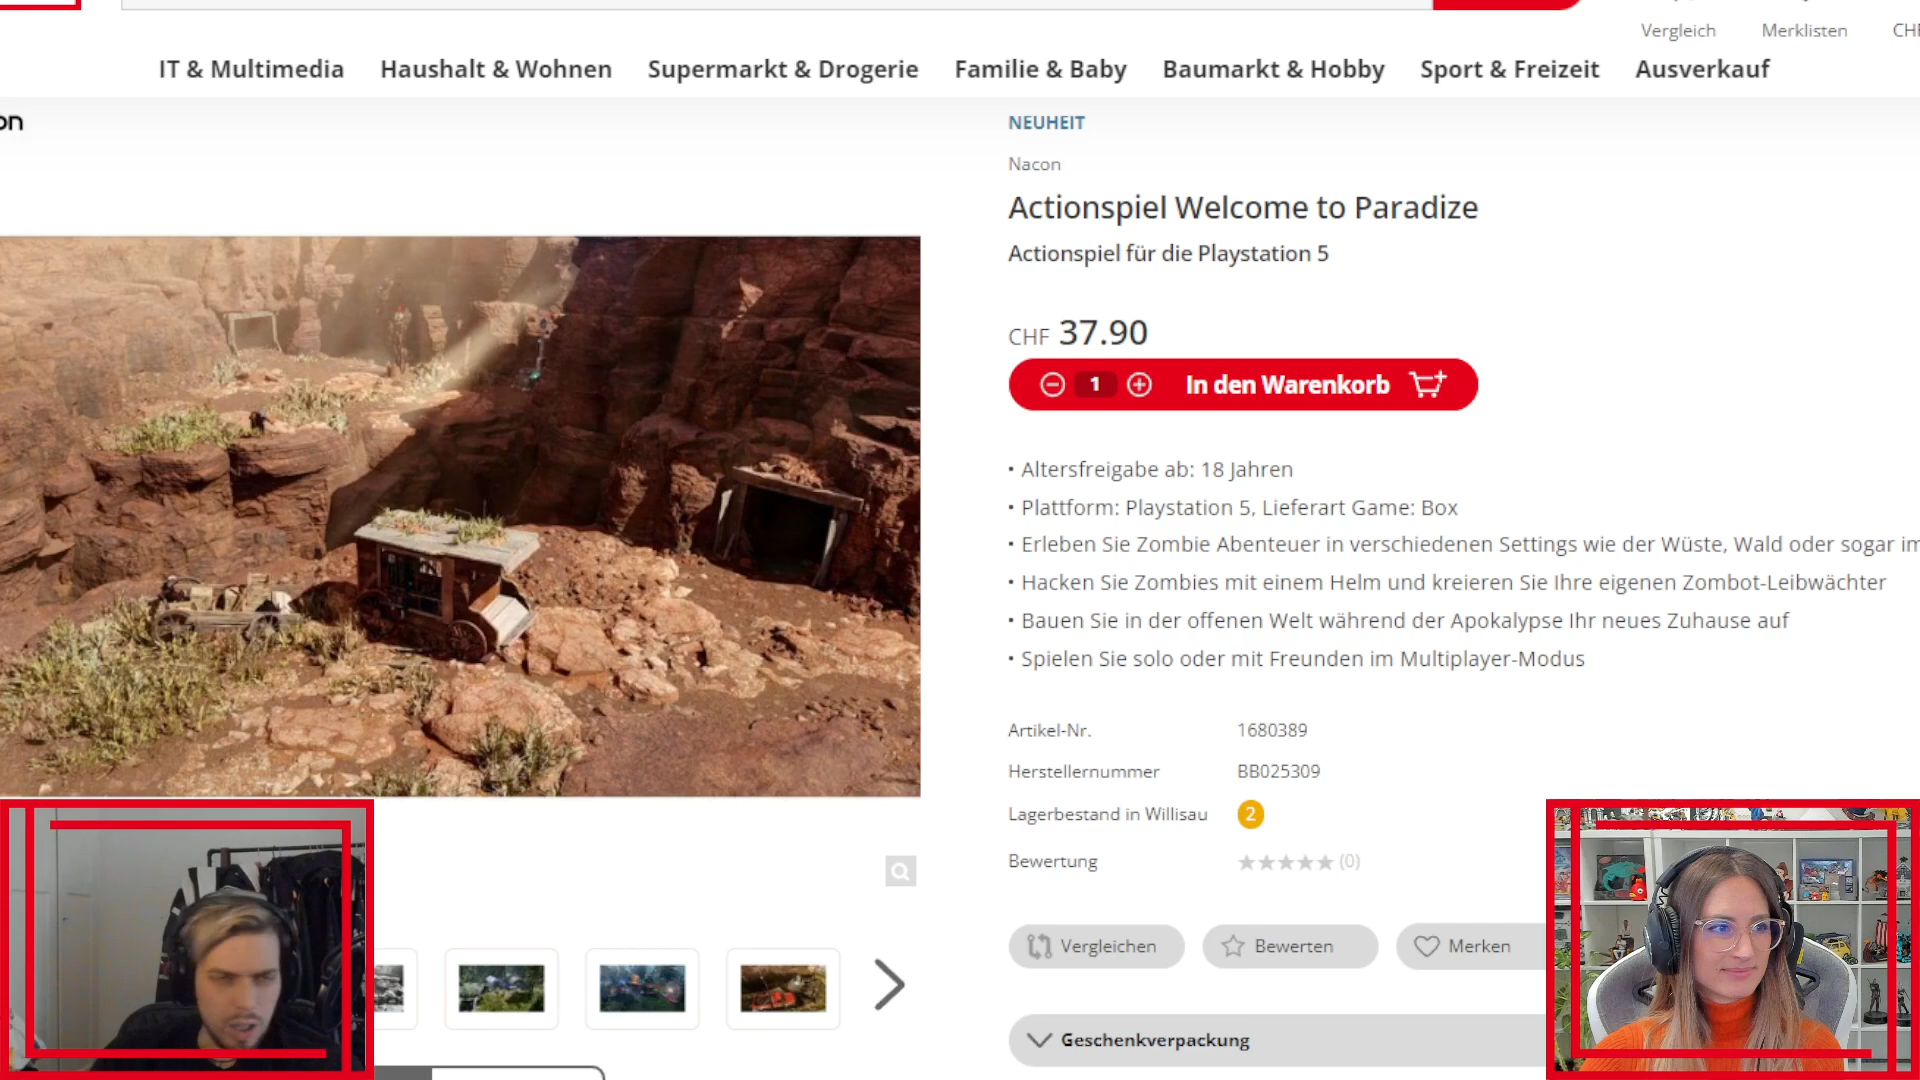 Vergleich Merklisten
IT & Multimedia Haushalt & Wohnen Supermarkt & Drogerie Familie & Baby Baumarkt & Hobby Sport & Freizeit Ausverkauf
NEUHEIT
Nacon
Actionspiel Welcome to Paradize
Actionspiel für die Playstation 5
CHF 37.90
1 In den Warenkorb
• Altersfreigabe ab: 18 Jahren
• Plattform: Playstation 5, Lieferart Game: Box
• Erleben Sie Zombie Abenteuer in verschiedenen Settings wie der Wüste, Wald oder sogar im
• Hacken Sie Zombies mit einem Helm und kreieren Sie Ihre eigenen Zombot-Leibwächter
• Bauen Sie in der offenen Welt während der Apokalypse Ihr neues Zuhause auf
• Spielen Sie solo oder mit Freunden im Multiplayer-Modus
Artikel-Nr. 1680389
Herstellernummer BB025309
Lagerbestand in Willisau 2
Bewertung (0)
Vergleichen Bewerten Merken
Geschenkverpackung